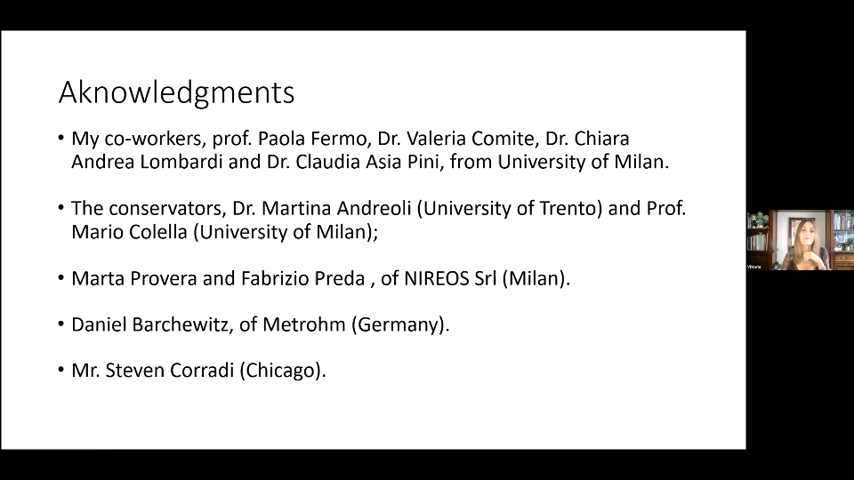 Aknowledgments
• My co-workers, prof. Paola Fermo, Dr. Valeria Comite, Dr. Chiara
Andrea Lombardi and Dr. Claudia Asia Pini, from University of Milan.
• The conservators, Dr. Martina Andreoli (University of Trento) and Prof.
Mario Colella (University of Milan);
• Marta Provera and Fabrizio Preda , of NIREOS Srl (Milan).
• Daniel Barchewitz, of Metrohm (Germany).
• Mr. Steven Corradi (Chicago).